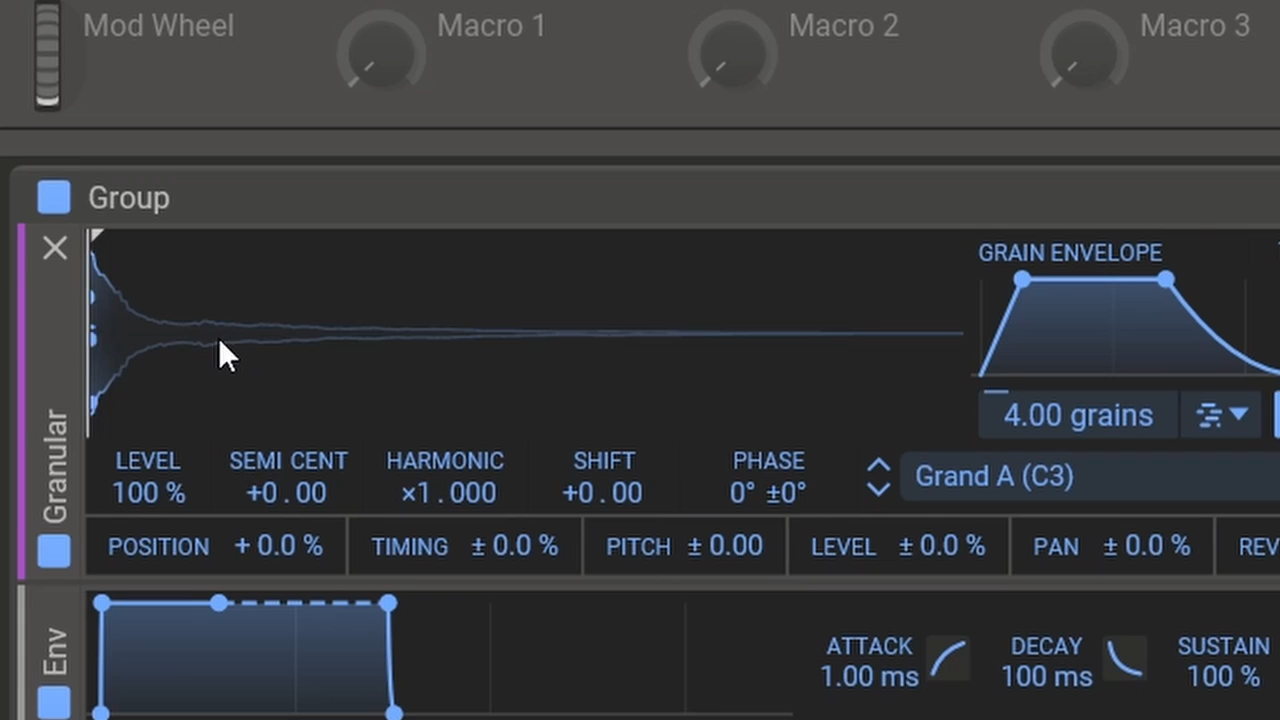 Mod Wheel
Macro 1
Macro 2
Macro 3
Group
GRAIN ENVELOPE
4.00 grains
Granular
LEVEL
100 %
SEMI CENT
+0 . 00
HARMONIC
×1 . 000
SHIFT
+0 . 00
PHASE
0° ±0°
Grand A (C3)
POSITION + 0.0 %
TIMING ± 0.0 %
PITCH ± 0.00
LEVEL ± 0.0 %
PAN ± 0.0 %
REV
Env
ATTACK
1.00 ms
DECAY
100 ms
SUSTAIN
100 %